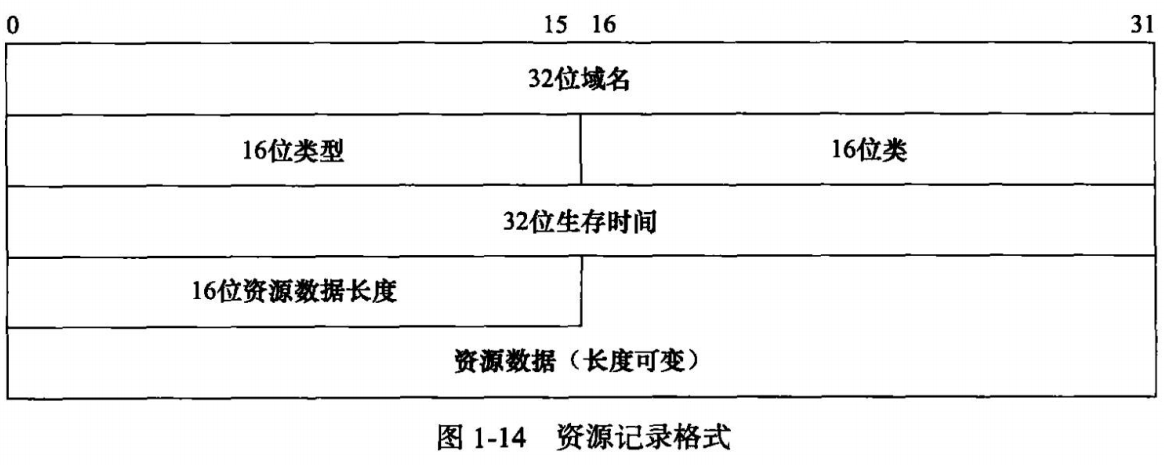 0 15 16 31
32位域名
16位类型 16位类
32位生存时间
16位资源数据长度
资源数据（长度可变）
图 1-14 资源记录格式